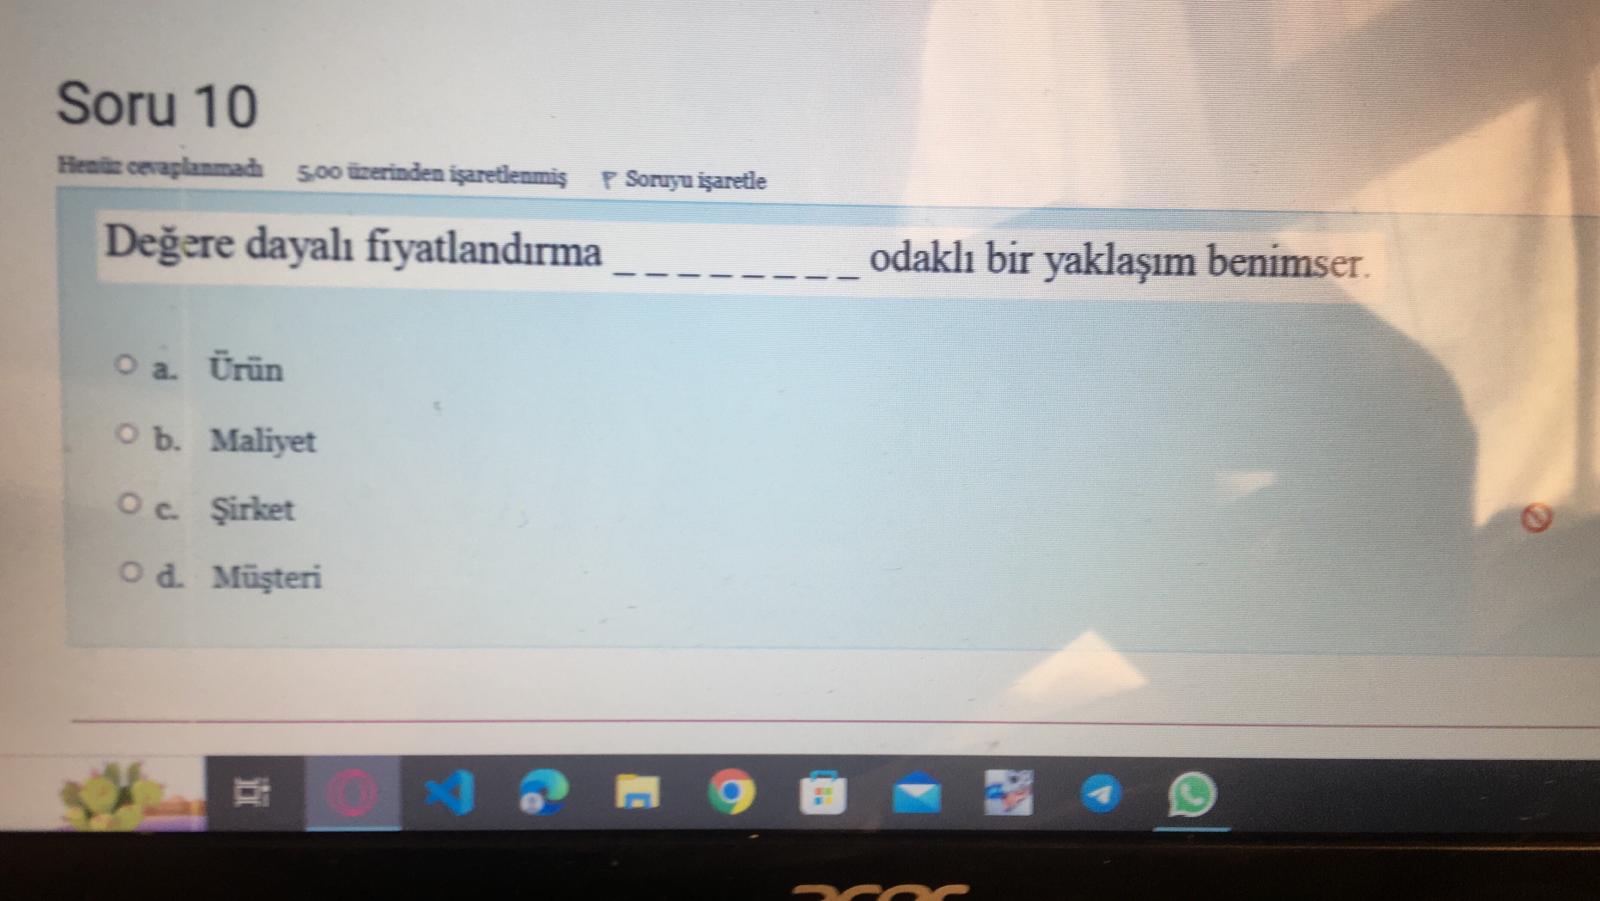 Soru 10
Henüz cevaplanmadı 5,00 üzerinden işaretlenmiş Soruyu işaretle
Değere dayalı fiyatlandırma ________ odaklı bir yaklaşım benimser.
a. Ürün
b. Maliyet
c. Şirket
d. Müşteri
acer